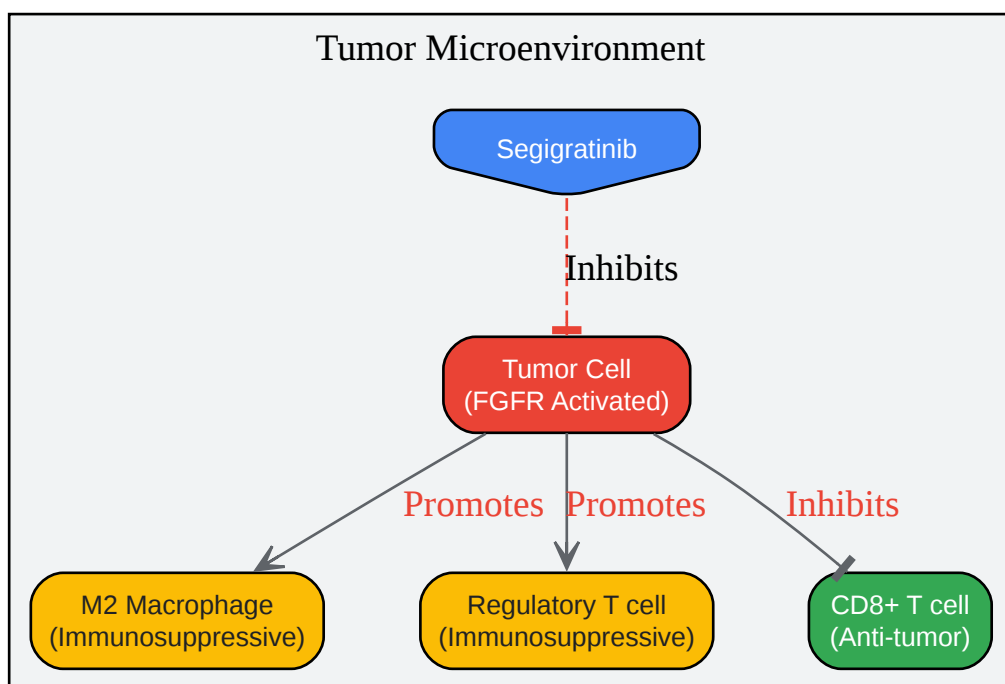 Tumor Microenvironment
Segigratinib
Inhibits
Tumor Cell
(FGFR Activated)
Promotes
Promotes
Inhibits
M2 Macrophage
(Immunosuppressive)
Regulatory T cell
(Immunosuppressive)
CD8+ T cell
(Anti-tumor)